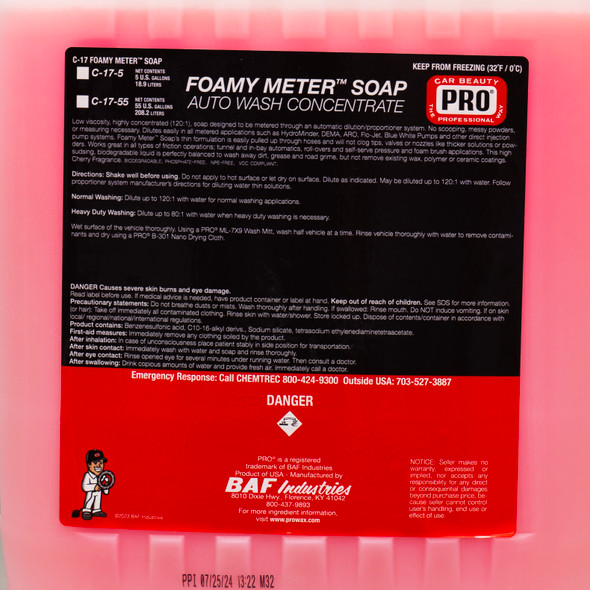 C-17 FOAMY METER™ SOAP
KEEP FROM FREEZING (32°F / 0°C)
C-17-5 NET CONTENTS 5 U.S. GALLONS 18.9 LITERS
C-17-55 NET CONTENTS 55 U.S. GALLONS 208.2 LITERS
FOAMY METER™ SOAP
AUTO WASH CONCENTRATE
CAR BEAUTY
THE PRO® WAY
PROFESSIONAL
Low viscosity, highly concentrated (120:1), soap designed to be metered through an automatic dilution/proportioner system. No scooping, messy powders,
or measuring necessary. Dilutes easily in all metered applications such as HydroMinder, DEMA, ARO, Flo-Jet, Blue White Pumps and other direct injection
pump systems. Foamy Meter™ Soap's thin formulation is easily pulled up through hoses and will not clog tips, valves or nozzles like thicker solutions or pow-
ders. Works great in all types of friction operations; tunnel and in-bay automatics, roll-overs and self-serve pressure and foam brush applications. This high
sudsing, biodegradable liquid is perfectly balanced to wash away dirt, grease and road grime, but not remove existing wax, polymer or ceramic coatings.
Cherry Fragrance. BIODEGRADABLE, PHOSPHATE-FREE, NPE-FREE, VOC COMPLIANT.
Directions: Shake well before using. Do not apply to hot surface or let dry on surface. Dilute as indicated. May be diluted up to 120:1 with water. Follow
proportioner system manufacturer's directions for diluting water thin solutions.
Normal Washing: Dilute up to 120:1 with water for normal washing applications.
Heavy Duty Washing: Dilute up to 80:1 with water when heavy duty washing is necessary.
Wet surface of the vehicle thoroughly. Using a PRO® ML-7X9 Wash Mitt, wash half vehicle at a time. Rinse vehicle thoroughly with water to remove contami-
nants and dry using a PRO® B-301 Nano Drying Cloth.
DANGER Causes severe skin burns and eye damage.
Read label before use. If medical advice is needed, have product container or label at hand. Keep out of reach of children. See SDS for more information.
Precautionary statements: Do not breathe dusts or mists. Wash thoroughly after handling. If swallowed: Rinse mouth. Do NOT induce vomiting. If on skin
(or hair): Take off immediately all contaminated clothing. Rinse skin with water/shower. Store locked up. Dispose of contents/container in accordance with
local/ regional/national/international regulations.
Product contains: Benzenesulfonic acid, C10-16-alkyl derivs., Sodium silicate, tetrasodium ethylenediaminetetraacetate.
First-aid measures: Immediately remove any clothing soiled by the product.
After inhalation: In case of unconsciousness place patient stably in side position for transportation.
After skin contact: Immediately wash with water and soap and rinse thoroughly.
After eye contact: Rinse opened eye for several minutes under running water. Then consult a doctor.
After swallowing: Drink copious amounts of water and provide fresh air. Immediately call a doctor.
Emergency Response: Call CHEMTREC 800-424-9300 Outside USA: 703-527-3887
DANGER
PRO® is a registered
trademark of BAF Industries
Product of USA - Manufactured by
BAF Industries
8010 Dixie Hwy., Florence, KY 41042
800-437-9893
For more ingredient information,
visit www.prowax.com
NOTICE: Seller makes no
warranty, expressed or
implied, nor accepts any
responsibility for any direct
or consequential damages
beyond purchase price, be-
cause seller cannot control
user's handling, end use or
effect of use.
©2023 BAF Industries
PPI 07/25/24 13:22 M32